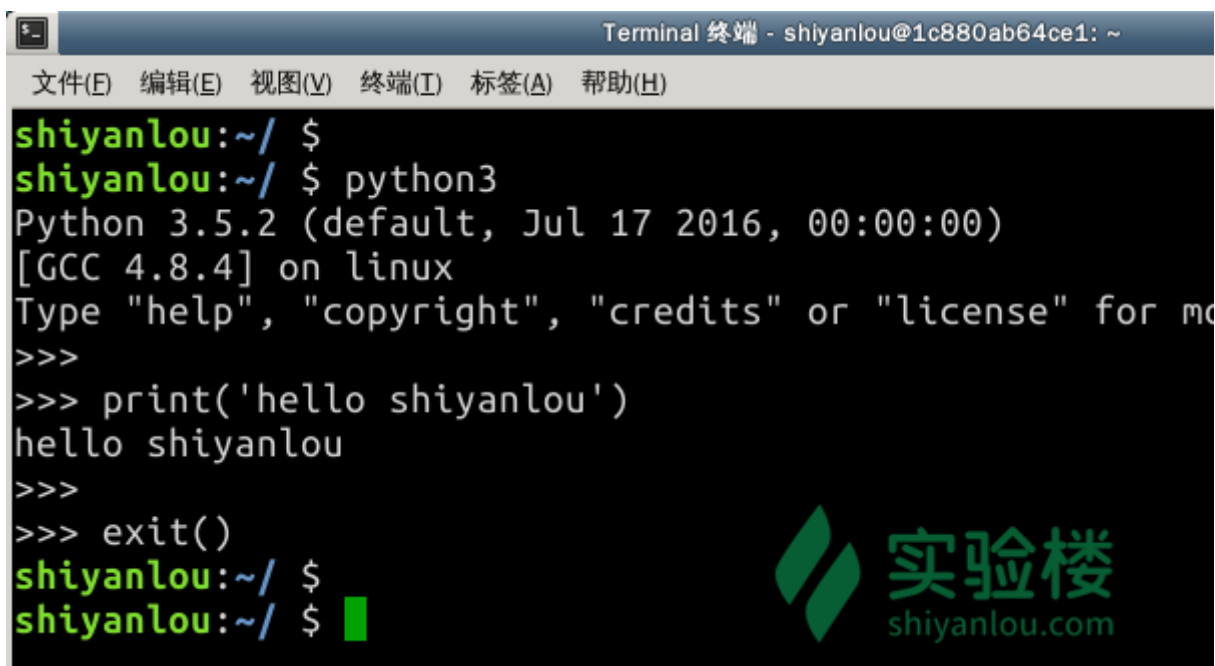 Terminal 终端 - shiyanlou@1c880ab64ce1: ~
文件(F) 编辑(E) 视图(V) 终端(T) 标签(A) 帮助(H)
shiyanlou:~/ $
shiyanlou:~/ $ python3
Python 3.5.2 (default, Jul 17 2016, 00:00:00)
[GCC 4.8.4] on linux
Type "help", "copyright", "credits" or "license" for
>>>
>>> print('hello shiyanlou')
hello shiyanlou
>>>
>>> exit()
shiyanlou:~/ $
shiyanlou:~/ $
实验楼
shiyanlou.com